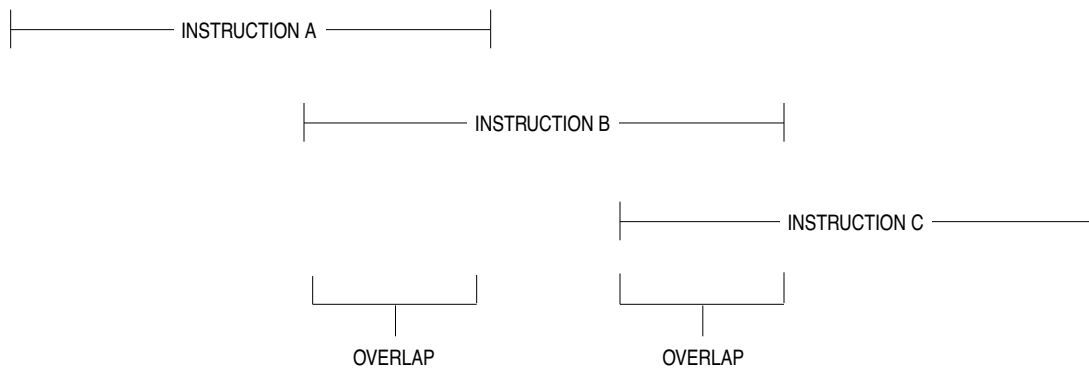 INSTRUCTION A
INSTRUCTION B
INSTRUCTION C
OVERLAP OVERLAP